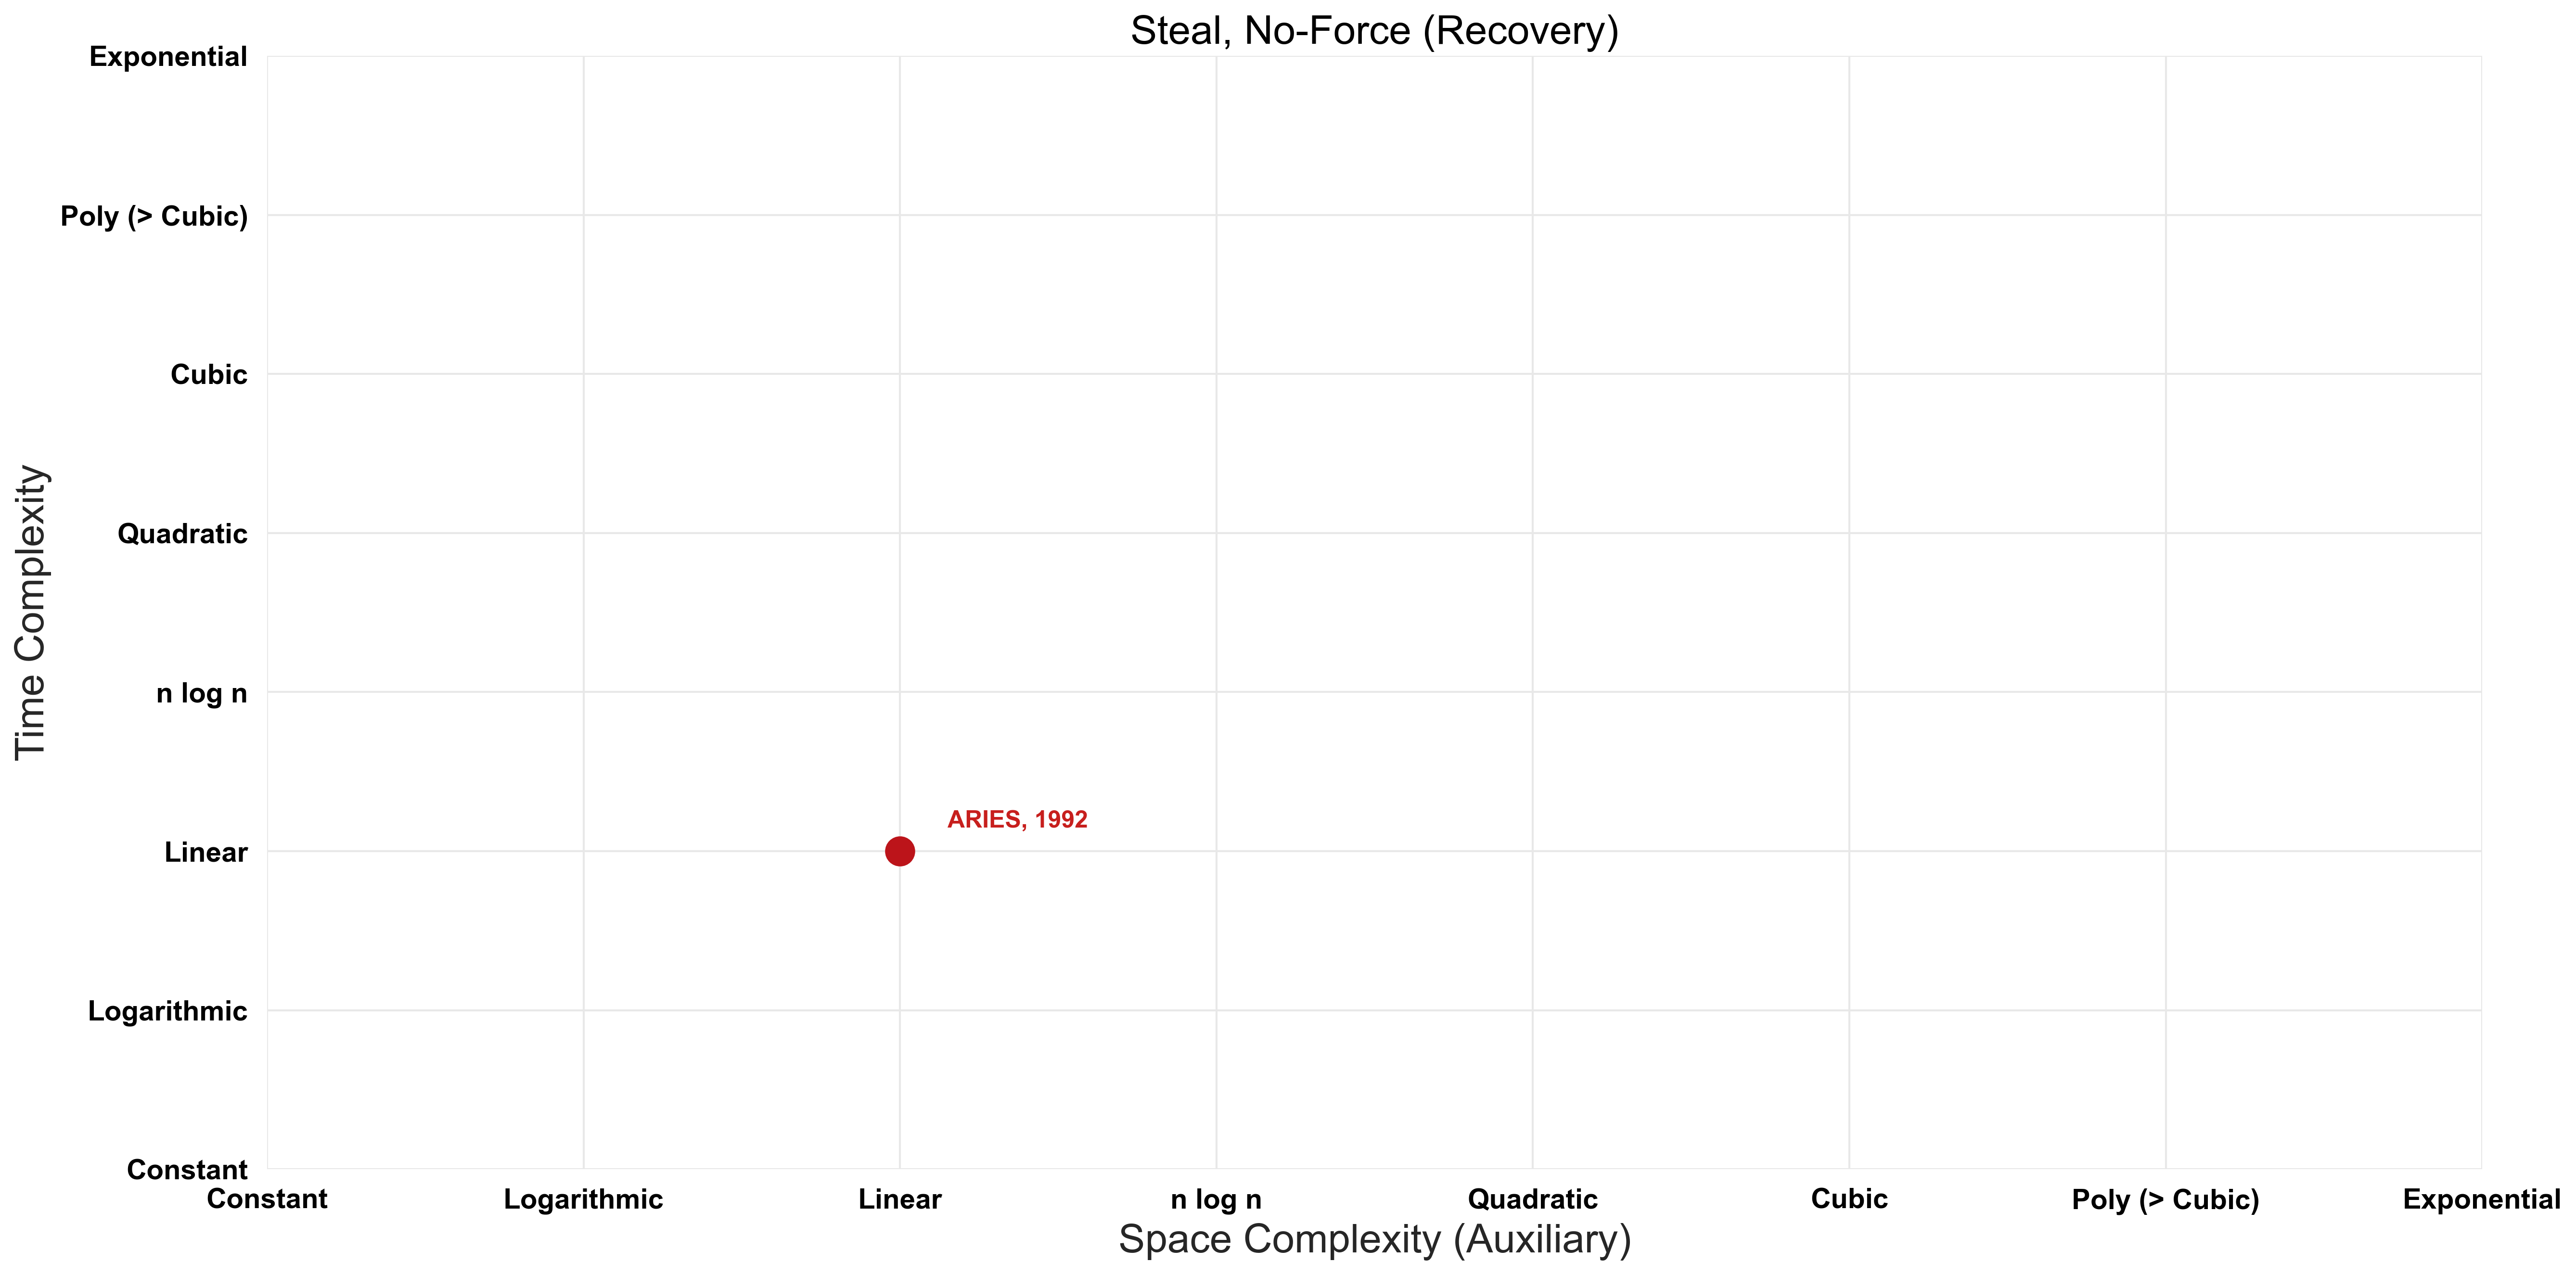 Steal, No-Force (Recovery)
Exponential
Poly (> Cubic)
Cubic
Quadratic
n log n
Linear
Logarithmic
Constant
Time Complexity
ARIES, 1992
Constant Logarithmic Linear n log n Quadratic Cubic Poly (> Cubic) Exponential
Space Complexity (Auxiliary)